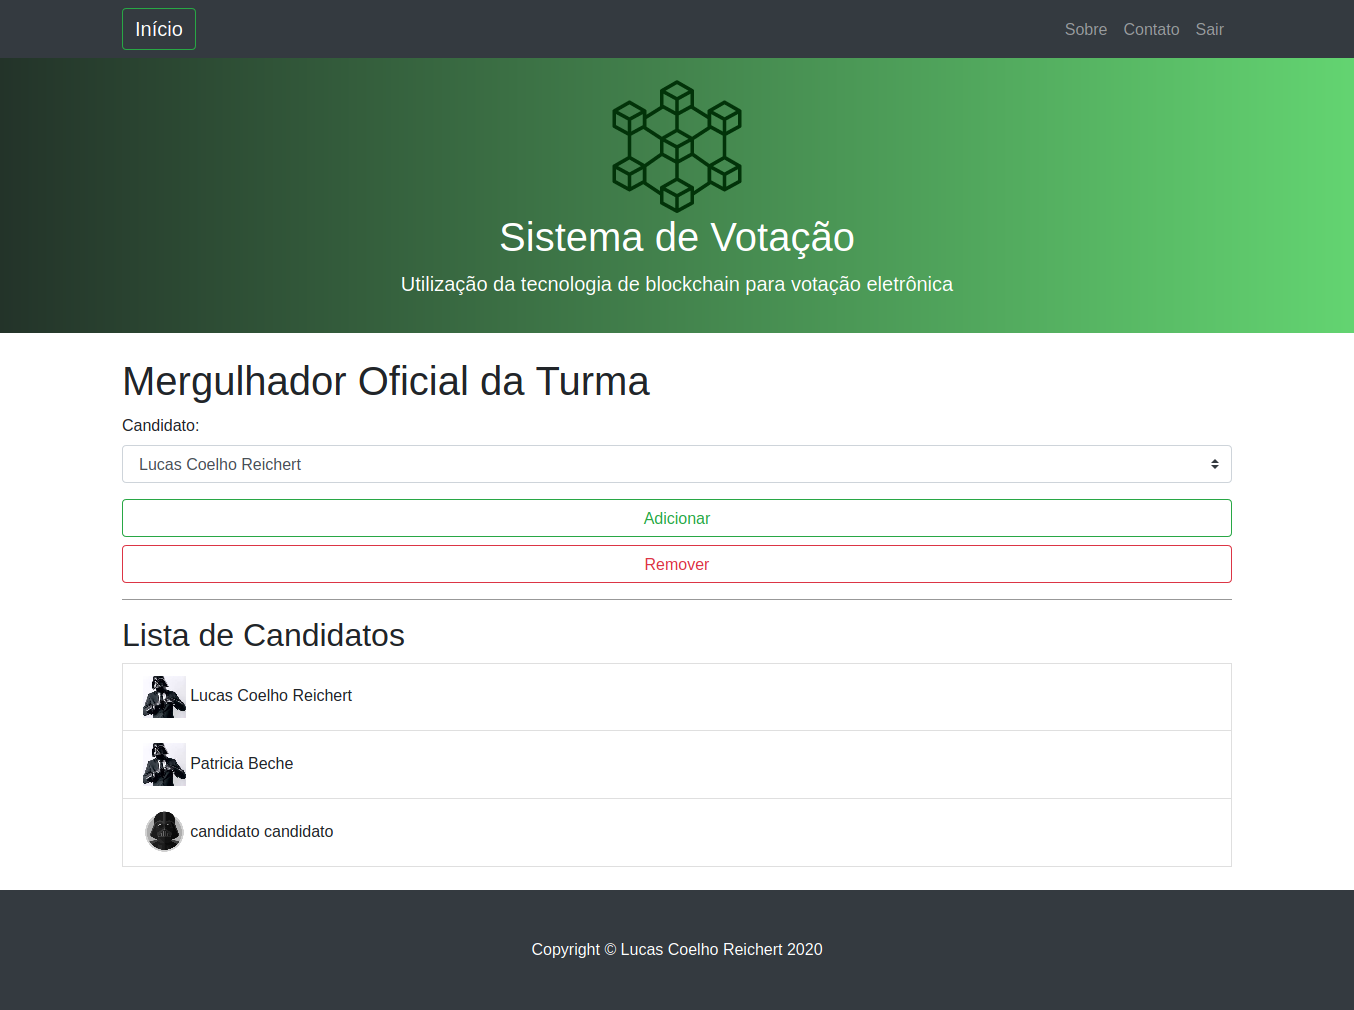 Início
Sobre Contato Sair
Sistema de Votação
Utilização da tecnologia de blockchain para votação eletrônica
Mergulhador Oficial da Turma
Candidato:
Lucas Coelho Reichert
Adicionar
Remover
Lista de Candidatos
Lucas Coelho Reichert
Patricia Beche
candidato candidato
Copyright © Lucas Coelho Reichert 2020